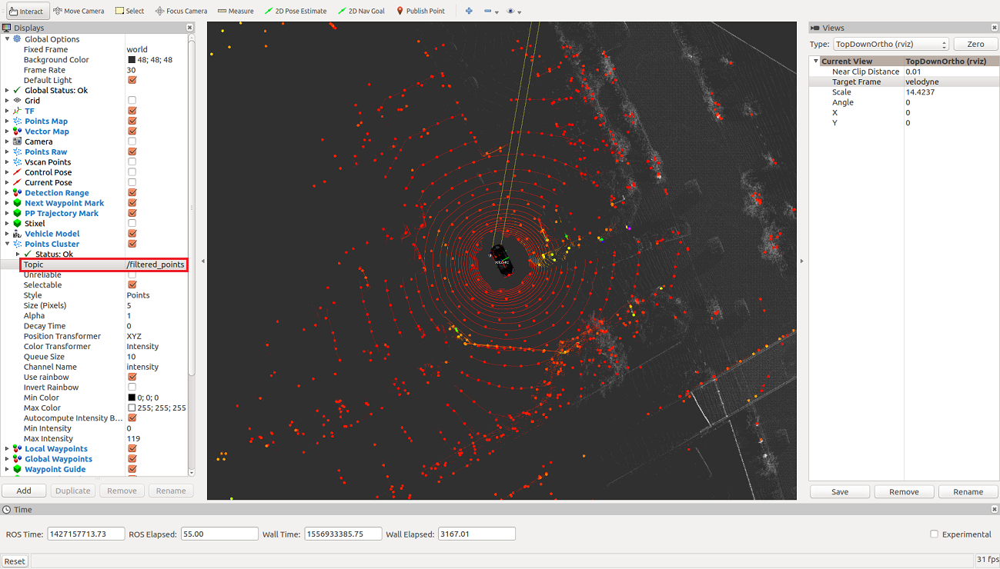 Interact Move Camera Select Focus Camera Measure 2D Pose Estimate 2D Nav Goal Publish Point
Displays
Global Options
Fixed Frame world
Background Color 48; 48; 48
Frame Rate 30
Default Light
Global Status: Ok
Grid
TF
Points Map
Vector Map
Camera
Points Raw
Vscan Points
Control Pose
Current Pose
Detection Range
Next Waypoint Mark
PP Trajectory Mark
Stixel
Vehicle Model
Points Cluster
Status: Ok
Topic /filtered_points
Unreliable
Selectable
Style Points
Size (Pixels) 5
Alpha 1
Decay Time 0
Position Transformer XYZ
Color Transformer Intensity
Queue Size 10
Channel Name intensity
Use rainbow
Invert Rainbow
Min Color 0; 0; 0
Max Color 255; 255; 255
Autocompute Intensity B...
Min Intensity 0
Max Intensity 119
Local Waypoints
Global Waypoints
Waypoint Guide
Add Duplicate Remove Rename
Views
Type: TopDownOrtho (rviz) Zero
Current View TopDownOrtho (rviz)
Near Clip Distance 0.01
Target Frame velodyne
Scale 14.4237
Angle 0
X 0
Y 0
Save Remove Rename
Time
ROS Time: 1427157713.73 ROS Elapsed: 55.00 Wall Time: 1556933385.75 Wall Elapsed: 3167.01 Experimental
Reset 31 fps